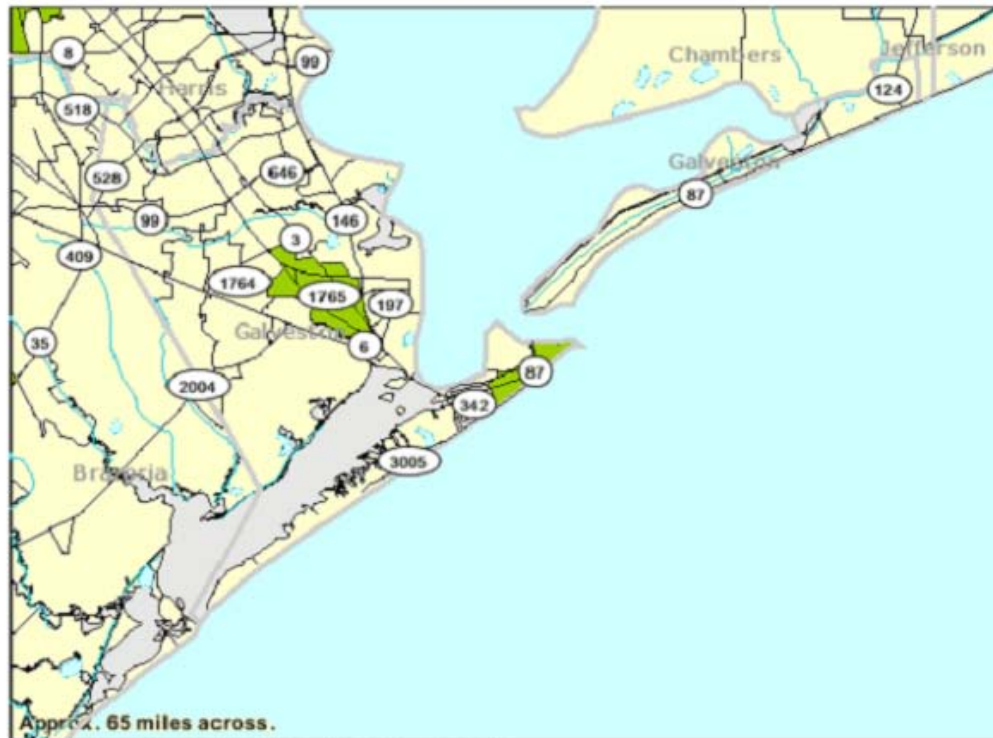 8
99
Chambers
Jefferson
Harris
124
518
528
646
Galveston
87
99
146
3
409
1764
1765
197
Galveston
6
35
87
2004
342
3005
Brazoria
Approx. 65 miles across.